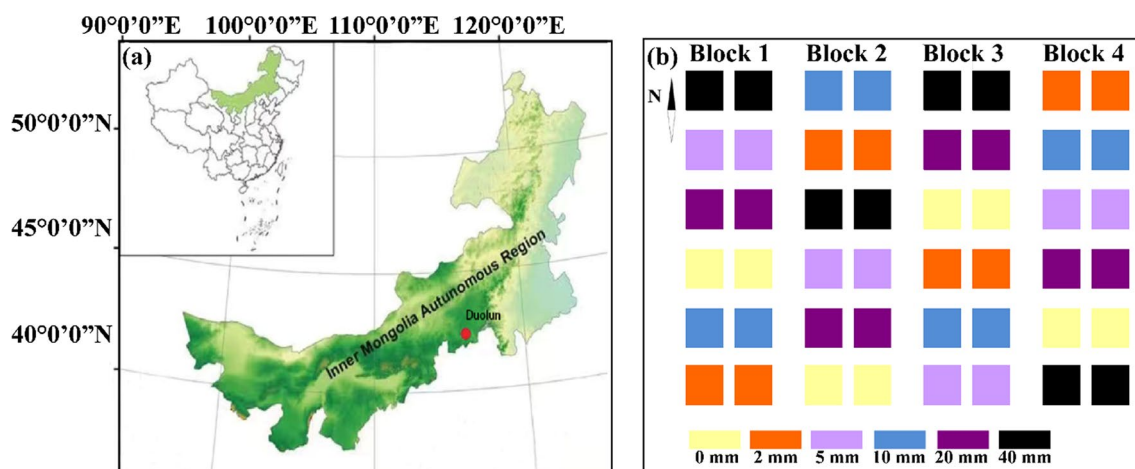 90°0’0”E 100°0’0”E 110°0’0”E 120°0’0”E
(a)
50°0’0”N
45°0’0”N
40°0’0”N
Inner Mongolia Autunomous Region
Duolun
(b) Block 1 Block 2 Block 3 Block 4
N
0 mm 2 mm 5 mm 10 mm 20 mm 40 mm